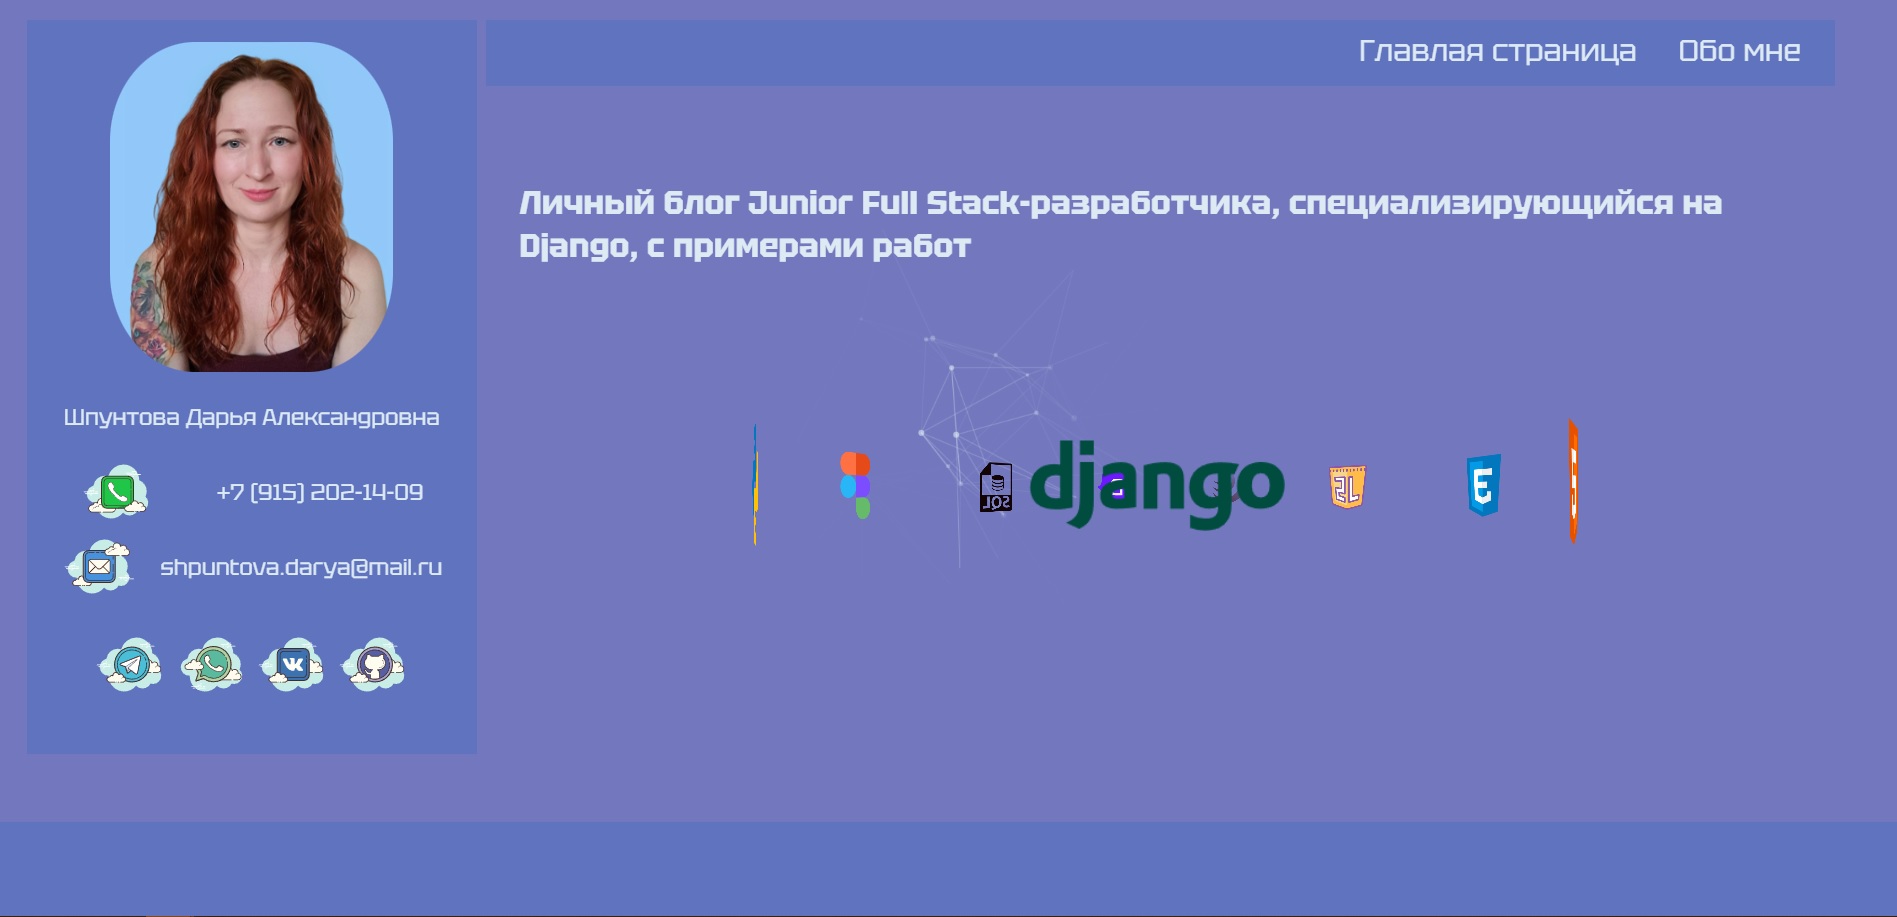 Главлая страница Обо мне
Личный блог Junior Full Stack-разработчика, специализирующийся на
Django, с примерами работ
Шпунтова Дарья Александровна
+7 (915) 202-14-09
shpuntova.darya@mail.ru
django